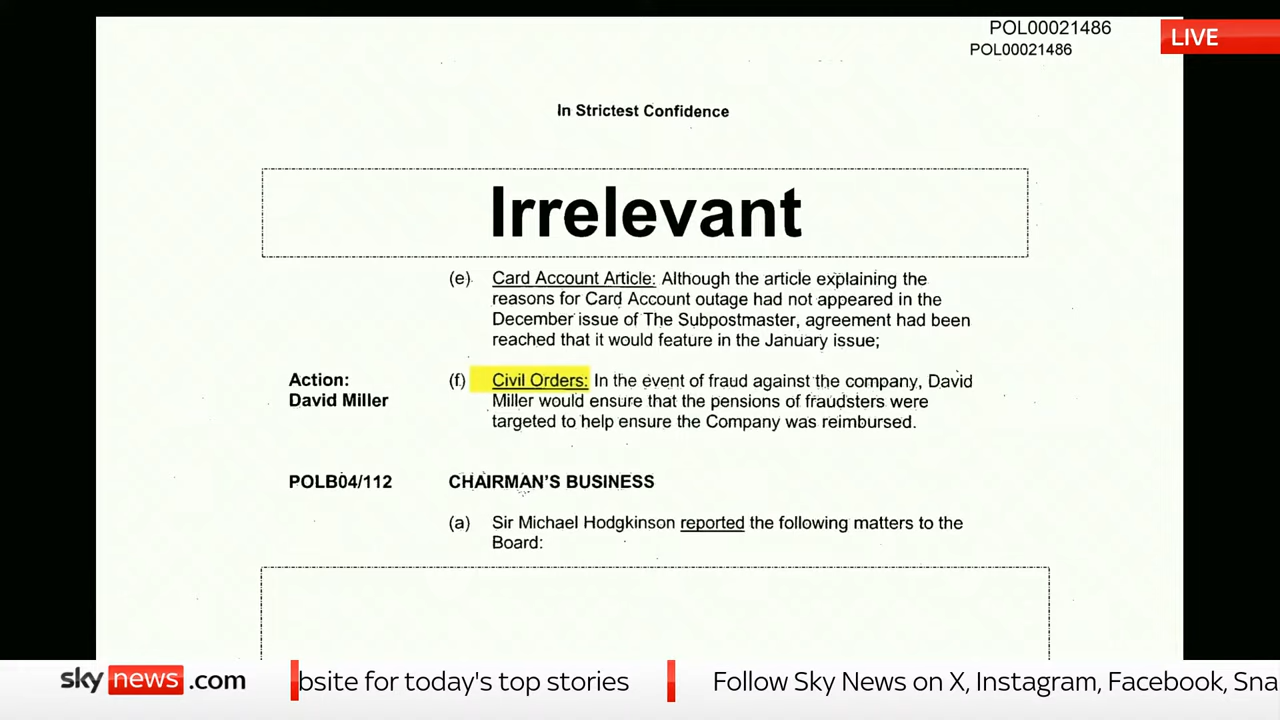 POL00021486
POL00021486
LIVE
In Strictest Confidence
Irrelevant
(e) Card Account Article: Although the article explaining the
reasons for Card Account outage had not appeared in the
December issue of The Subpostmaster, agreement had been
reached that it would feature in the January issue;
Action: (f) Civil Orders: In the event of fraud against the company, David
David Miller Miller would ensure that the pensions of fraudsters were
targeted to help ensure the Company was reimbursed.
POLB04/112 CHAIRMAN'S BUSINESS
(a) Sir Michael Hodgkinson reported the following matters to the
Board:
sky news .com bsite for today's top stories Follow Sky News on X, Instagram, Facebook, Sna